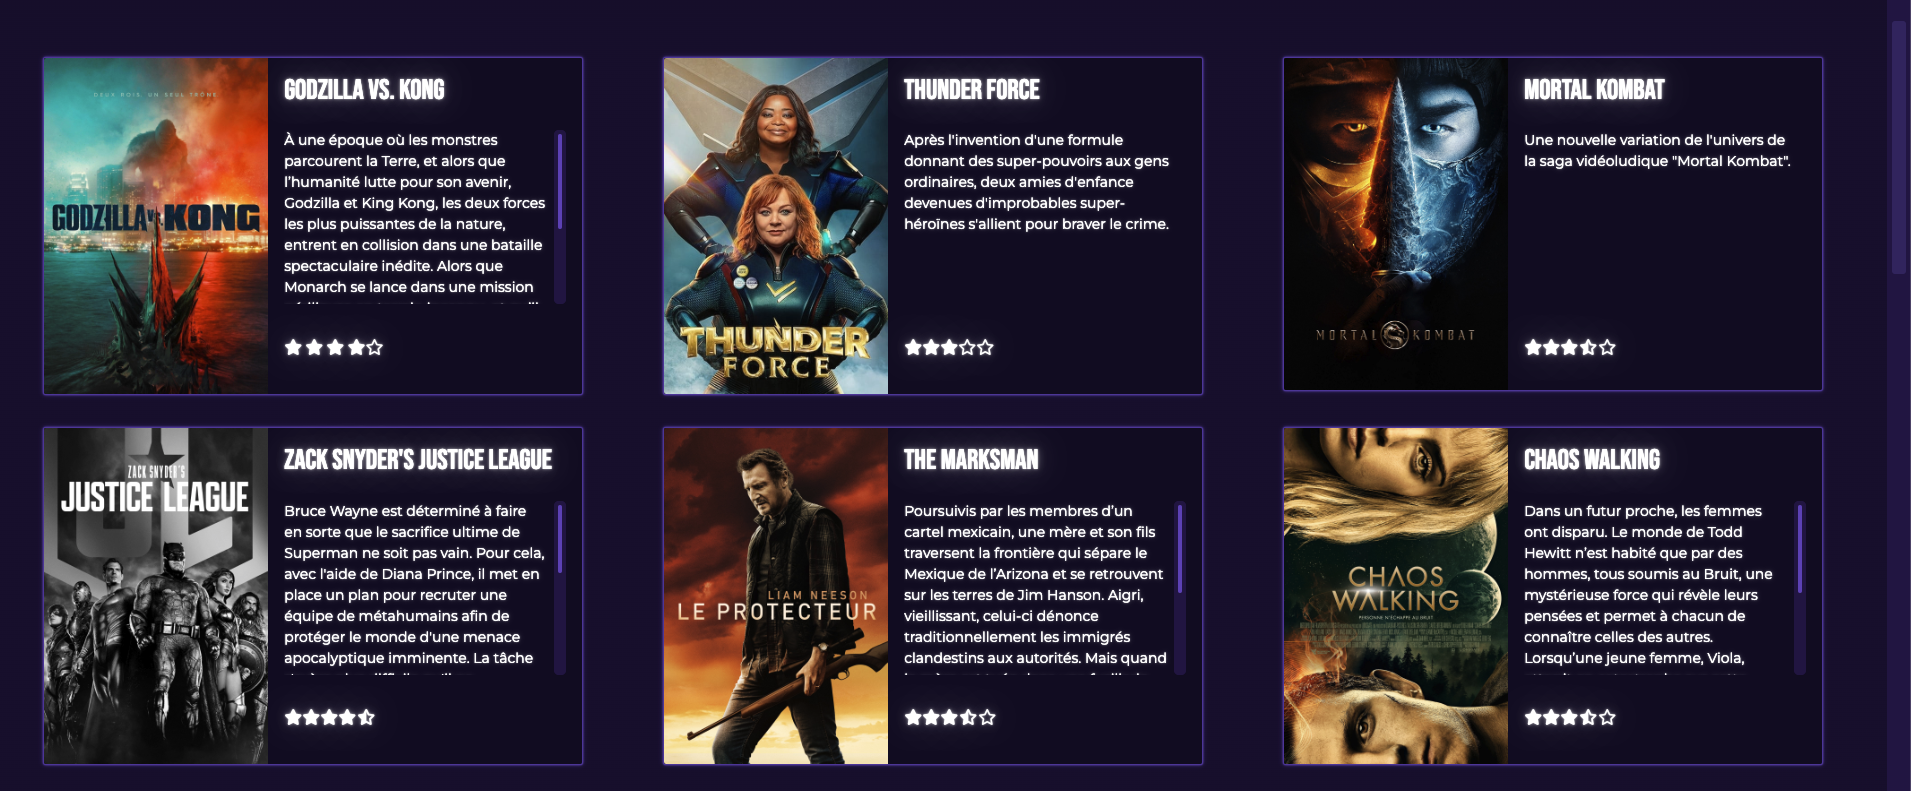 DEUX ROIS. UN SEUL TRÔNE
GODZILLA VS KONG
GODZILLA VS. KONG
À une époque où les monstres
parcourent la Terre, et alors que
l'humanité lutte pour son avenir,
Godzilla et King Kong, les deux forces
les plus puissantes de la nature,
entrent en collision dans une bataille
spectaculaire inédite. Alors que
Monarch se lance dans une mission
THUNDER
FORCE
THUNDER FORCE
Après l'invention d'une formule
donnant des super-pouvoirs aux gens
ordinaires, deux amies d'enfance
devenues d'improbables super-
héroïnes s'allient pour braver le crime.
MORTAL KOMBAT
MORTAL KOMBAT
Une nouvelle variation de l'univers de
la saga vidéoludique "Mortal Kombat".
ZACK SNYDER'S
JUSTICE LEAGUE
ZACK SNYDER'S JUSTICE LEAGUE
Bruce Wayne est déterminé à faire
en sorte que le sacrifice ultime de
Superman ne soit pas vain. Pour cela,
avec l'aide de Diana Prince, il met en
place un plan pour recruter une
équipe de métahumains afin de
protéger le monde d'une menace
apocalyptique imminente. La tâche
LIAM NEESON
LE PROTECTEUR
THE MARKSMAN
Poursuivis par les membres d'un
cartel mexicain, une mère et son fils
traversent la frontière qui sépare le
Mexique de l'Arizona et se retrouvent
sur les terres de Jim Hanson. Aigri,
vieillissant, celui-ci dénonce
traditionnellement les immigrés
clandestins aux autorités. Mais quand
CHAOS
WALKING
PERSONNE N'ÉCHAPPE AU BRUIT
CHAOS WALKING
Dans un futur proche, les femmes
ont disparu. Le monde de Todd
Hewitt n'est habité que par des
hommes, tous soumis au Bruit, une
mystérieuse force qui révèle leurs
pensées et permet à chacun de
connaître celles des autres.
Lorsqu'une jeune femme, Viola,